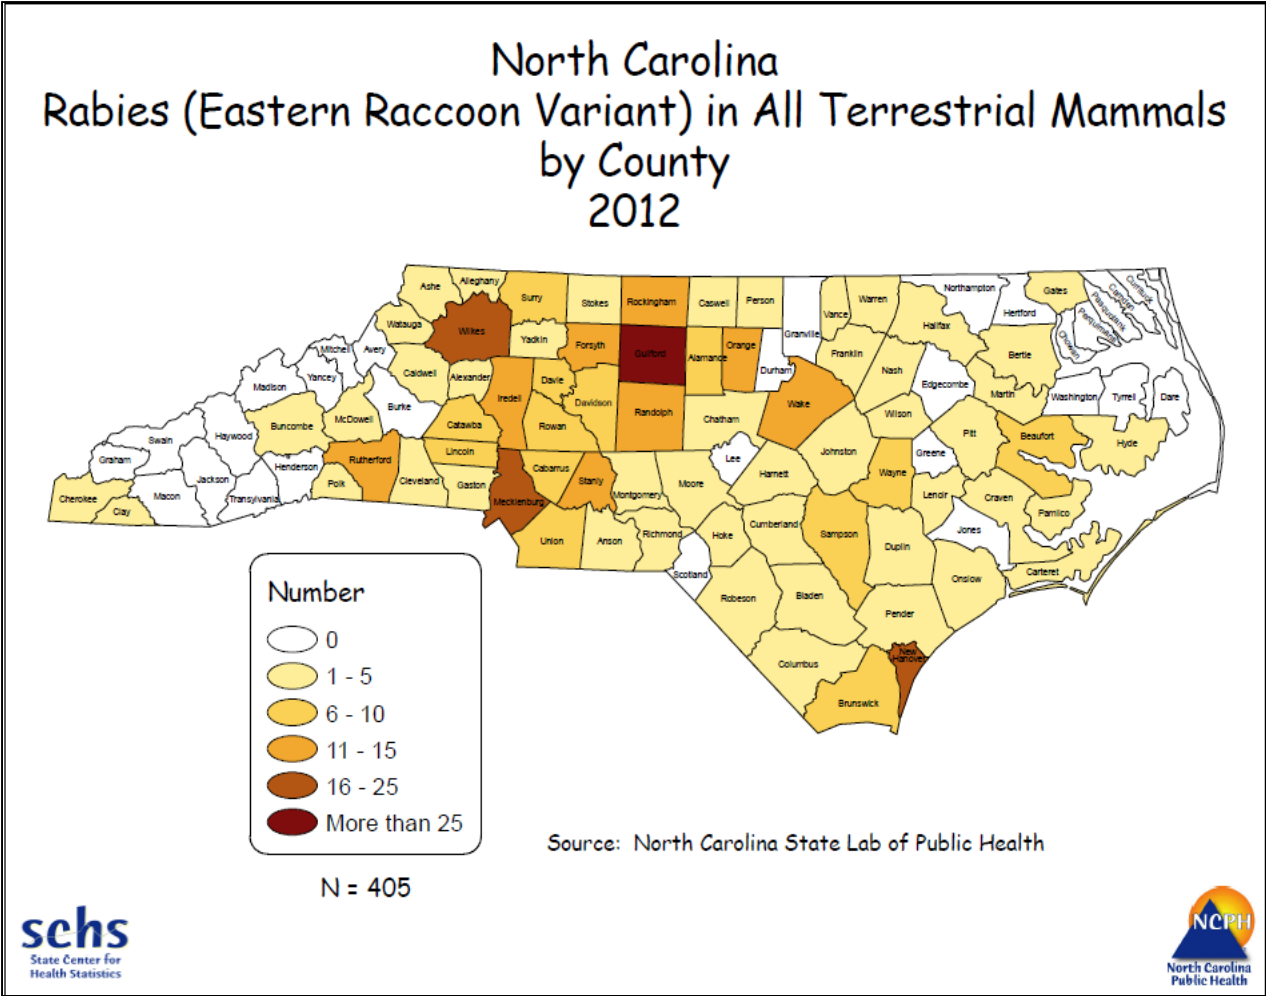 North Carolina
Rabies (Eastern Raccoon Variant) in All Terrestrial Mammals
by County
2012
Ashe
Alleghany
Surry
Stokes
Rockingham
Caswell
Person
Granville
Vance
Warren
Northampton
Hertford
Gates
Currituck
Camden
Pasquotank
Perquimans
Chowan
Watauga
Wilkes
Yadkin
Forsyth
Guilford
Alamance
Orange
Durham
Franklin
Halifax
Bertie
Mitchell
Avery
Caldwell
Alexander
Iredell
Davie
Davidson
Randolph
Chatham
Wake
Nash
Edgecombe
Martin
Washington
Tyrrell
Dare
Madison
Yancey
Burke
McDowell
Catawba
Rowan
Wilson
Pitt
Beaufort
Hyde
Buncombe
Haywood
Swain
Graham
Rutherford
Lincoln
Cabarrus
Stanly
Montgomery
Moore
Lee
Harnett
Johnston
Wayne
Greene
Lenoir
Craven
Pamlico
Henderson
Polk
Cleveland
Gaston
Mecklenburg
Jackson
Transylvania
Macon
Cherokee
Clay
Union
Anson
Richmond
Hoke
Cumberland
Sampson
Duplin
Jones
Onslow
Carteret
Scotland
Robeson
Bladen
Pender
Columbus
New
Hanover
Brunswick
Number
0
1 - 5
6 - 10
11 - 15
16 - 25
More than 25
N = 405
Source: North Carolina State Lab of Public Health
schs
State Center for
Health Statistics
NCPH
North Carolina
Public Health